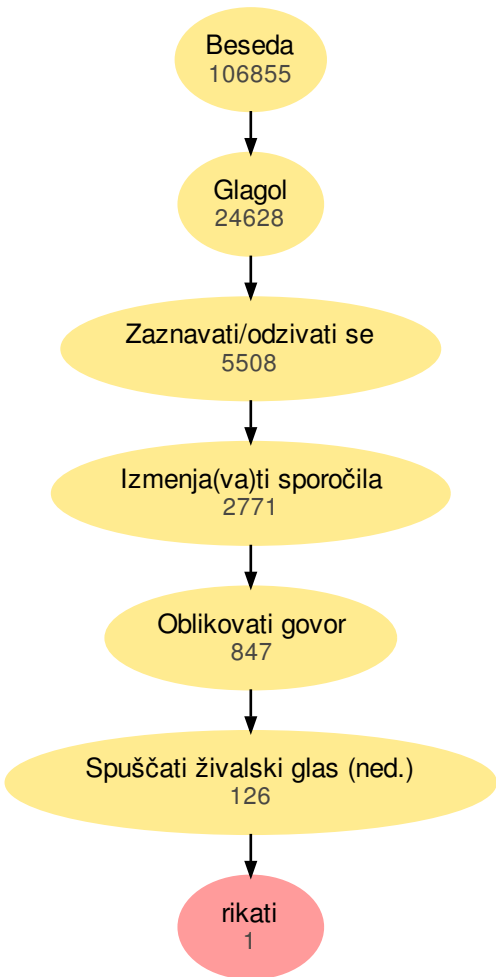 Beseda
106855
Glagol
24628
Zaznavati/odzivati se
5508
Izmenja(va)ti sporočila
2771
Oblikovati govor
847
Spuščati živalski glas (ned.)
126
rikati
1